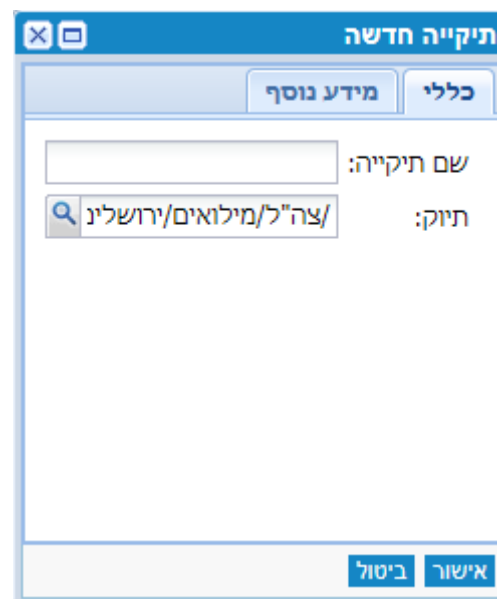 תיקייה חדשה
כללי מידע נוסף
שם תיקייה:
תיוק: /צה"ל/מילואים/ירושלינ
אישור ביטול